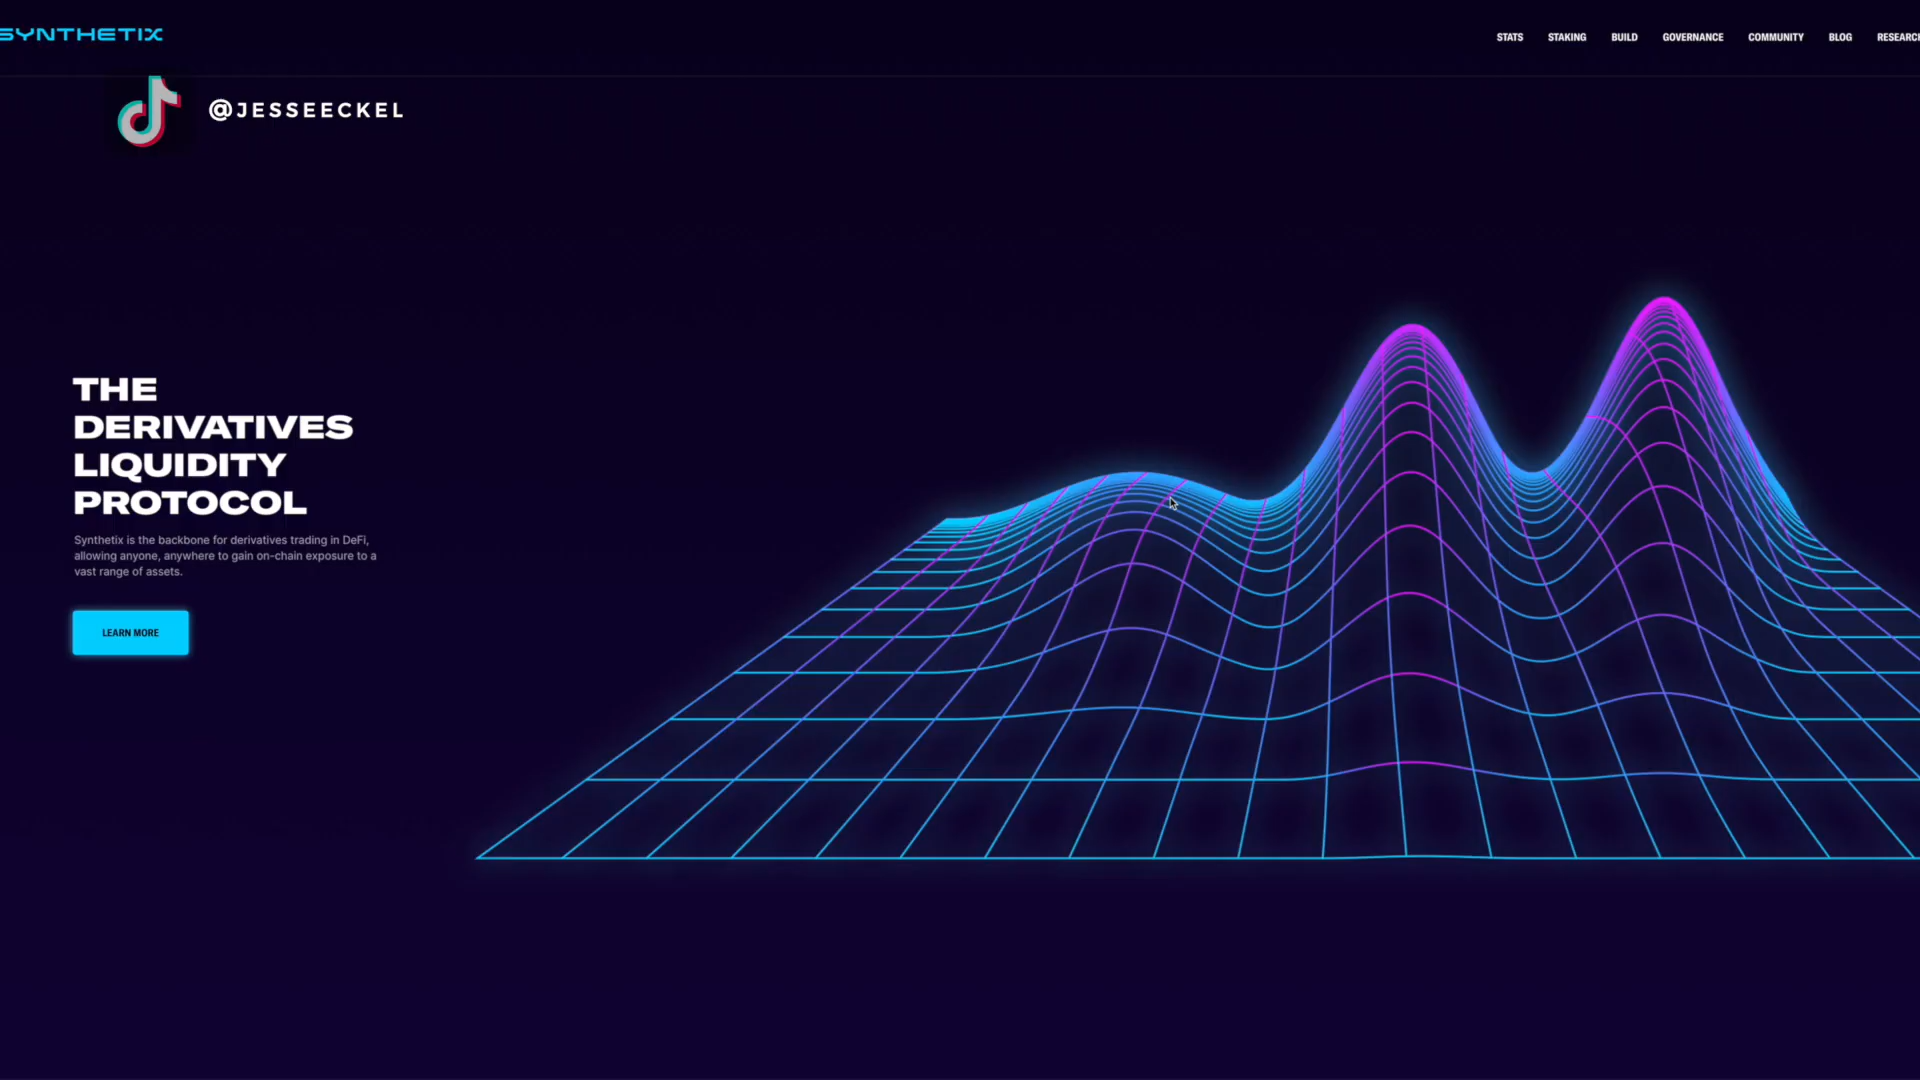 SYNTHETIX
STATS STAKING BUILD GOVERNANCE COMMUNITY BLOG RESEARCH
@JESSEECKEL
THE
DERIVATIVES
LIQUIDITY
PROTOCOL
Synthetix is the backbone for derivatives trading in DeFi,
allowing anyone, anywhere to gain on-chain exposure to a
vast range of assets.
LEARN MORE